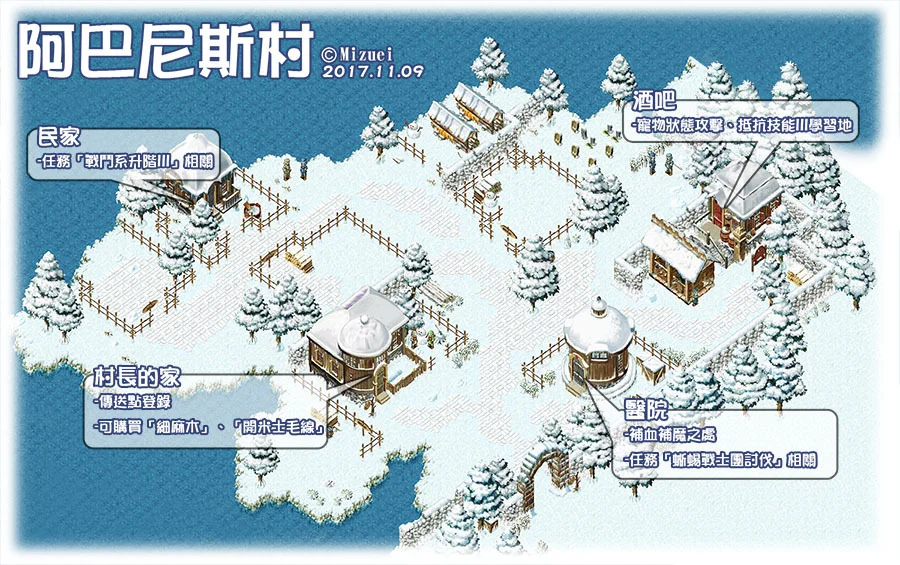 阿巴尼斯村
©Mizuei
2017.11.09
民家
-任務「戰鬥系升階III」相關
酒吧
-寵物狀態攻擊、抵抗技能III學習地
村長的家
-傳送點登錄
-可購買「細麻布」、「開米士毛線」
醫院
-補血補魔之處
-任務「蜥蜴戰士團討伐」相關